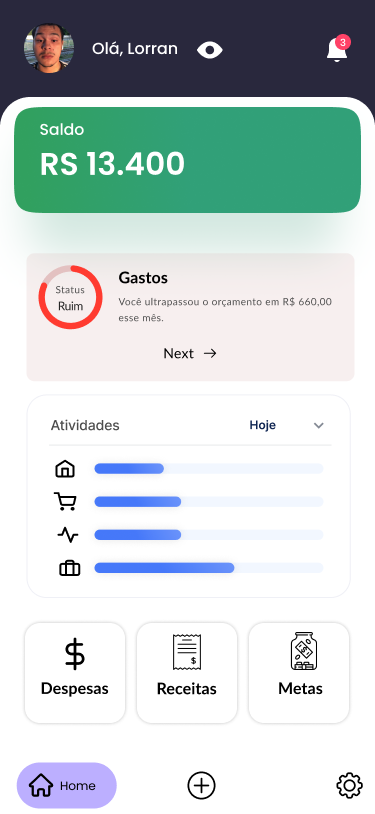 Olá, Lorran
3
Saldo
RS 13.400
Status
Ruim
Gastos
Você ultrapassou o orçamento em R$ 660,00
esse mês.
Next →
Atividades
Hoje
Despesas
Receitas
Metas
Home